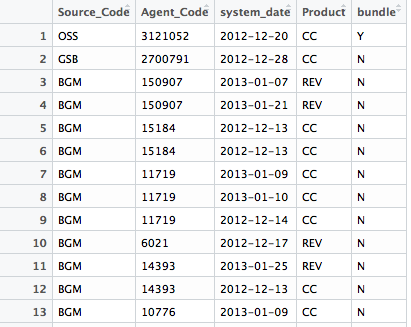 Source_Code Agent_Code system_date Product bundle
1 OSS 3121052 2012-12-20 CC Y
2 GSB 2700791 2012-12-28 CC N
3 BGM 150907 2013-01-07 REV N
4 BGM 150907 2013-01-21 REV N
5 BGM 15184 2012-12-13 CC N
6 BGM 15184 2012-12-13 CC N
7 BGM 11719 2013-01-09 CC N
8 BGM 11719 2013-01-10 CC N
9 BGM 11719 2012-12-14 CC N
10 BGM 6021 2012-12-17 REV N
11 BGM 14393 2013-01-25 REV N
12 BGM 14393 2012-12-13 CC N
13 BGM 10776 2013-01-09 CC N